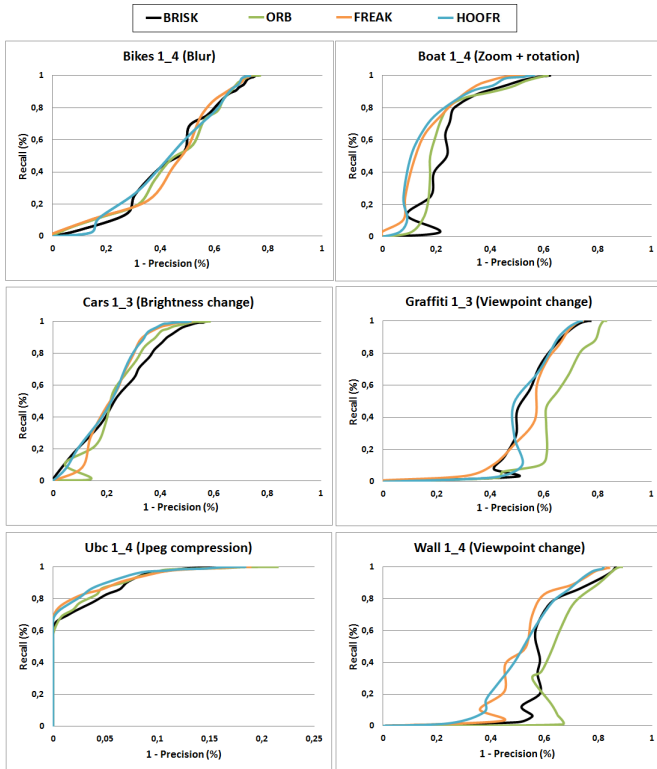 BRISK ORB FREAK HOOFR
Bikes 1_4 (Blur)
Recall (%)
1
0,8
0,6
0,4
0,2
0
0 0,2 0,4 0,6 0,8 1
1 - Precision (%)
Boat 1_4 (Zoom + rotation)
Recall (%)
1
0,8
0,6
0,4
0,2
0
0 0,2 0,4 0,6 0,8 1
1 - Precision (%)
Cars 1_3 (Brightness change)
Recall (%)
1
0,8
0,6
0,4
0,2
0
0 0,2 0,4 0,6 0,8 1
1 - Precision (%)
Graffiti 1_3 (Viewpoint change)
Recall (%)
1
0,8
0,6
0,4
0,2
0
0 0,2 0,4 0,6 0,8 1
1 - Precision (%)
Ubc 1_4 (Jpeg compression)
Recall (%)
1
0,8
0,6
0,4
0,2
0
0 0,05 0,1 0,15 0,2 0,25
1 - Precision (%)
Wall 1_4 (Viewpoint change)
Recall (%)
1
0,8
0,6
0,4
0,2
0
0 0,2 0,4 0,6 0,8 1
1 - Precision (%)